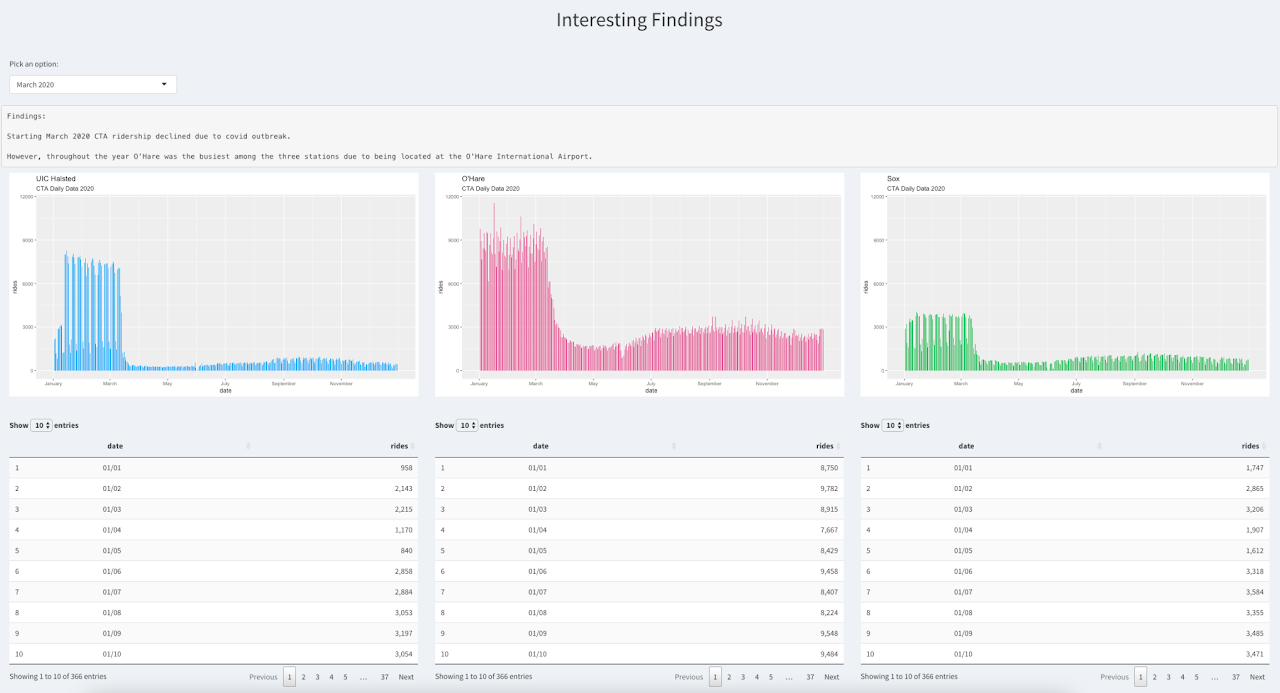 Interesting Findings
Pick an option:
March 2020
Findings:
Starting March 2020 CTA ridership declined due to covid outbreak.
However, throughout the year O'Hare was the busiest among the three stations due to being located at the O'Hare International Airport.
UIC Halsted
CTA Daily Data 2020
12000
9000
6000
3000
0
rides
January March May July September November
date
O'Hare
CTA Daily Data 2020
12000
9000
6000
3000
0
rides
January March May July September November
date
Sox
CTA Daily Data 2020
12000
9000
6000
3000
0
rides
January March May July September November
date
Show 10 entries
date rides
1 01/01 958
2 01/02 2,143
3 01/03 2,215
4 01/04 1,170
5 01/05 840
6 01/06 2,858
7 01/07 2,884
8 01/08 3,053
9 01/09 3,197
10 01/10 3,054
Showing 1 to 10 of 366 entries
Previous 1 2 3 4 5 … 37 Next
Show 10 entries
date rides
1 01/01 8,750
2 01/02 9,782
3 01/03 8,915
4 01/04 7,667
5 01/05 8,429
6 01/06 9,458
7 01/07 8,407
8 01/08 8,224
9 01/09 9,548
10 01/10 9,484
Showing 1 to 10 of 366 entries
Previous 1 2 3 4 5 … 37 Next
Show 10 entries
date rides
1 01/01 1,747
2 01/02 2,865
3 01/03 3,206
4 01/04 1,907
5 01/05 1,612
6 01/06 3,318
7 01/07 3,584
8 01/08 3,355
9 01/09 3,485
10 01/10 3,471
Showing 1 to 10 of 366 entries
Previous 1 2 3 4 5 … 37 Next